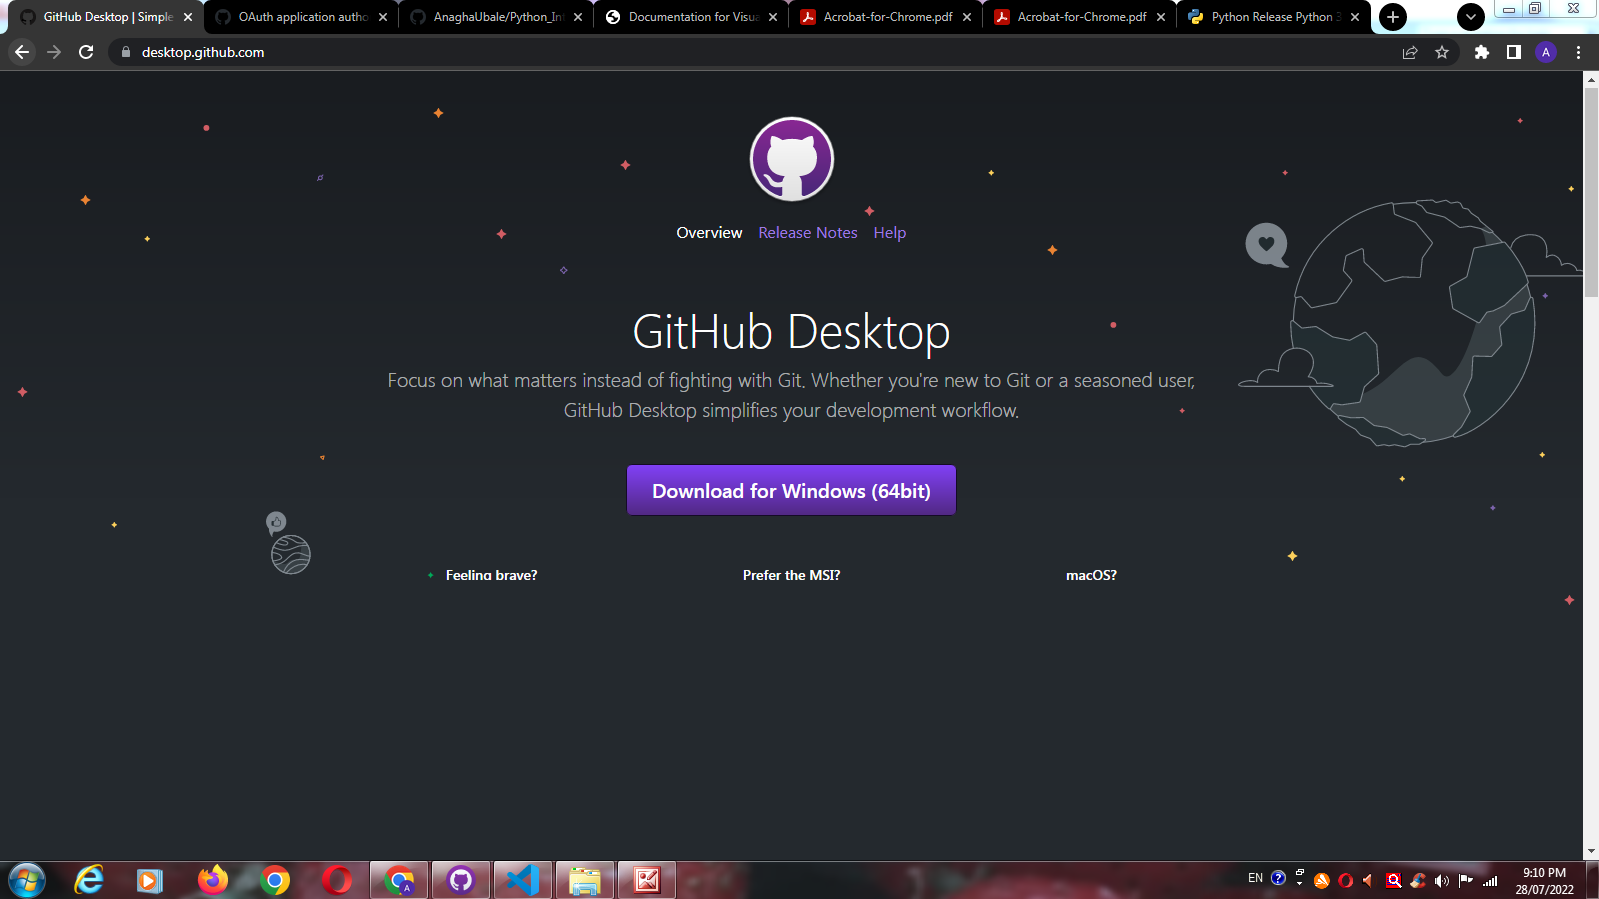 GitHub Desktop | Simple
OAuth application autho
AnaghaUbale/Python_Int
Documentation for Visua
Acrobat-for-Chrome.pdf
Acrobat-for-Chrome.pdf
Python Release Python 3
desktop.github.com
A
Overview Release Notes Help
GitHub Desktop
Focus on what matters instead of fighting with Git. Whether you're new to Git or a seasoned user,
GitHub Desktop simplifies your development workflow.
Download for Windows (64bit)
Feeling brave? Prefer the MSI? macOS?
A
EN
9:10 PM
28/07/2022